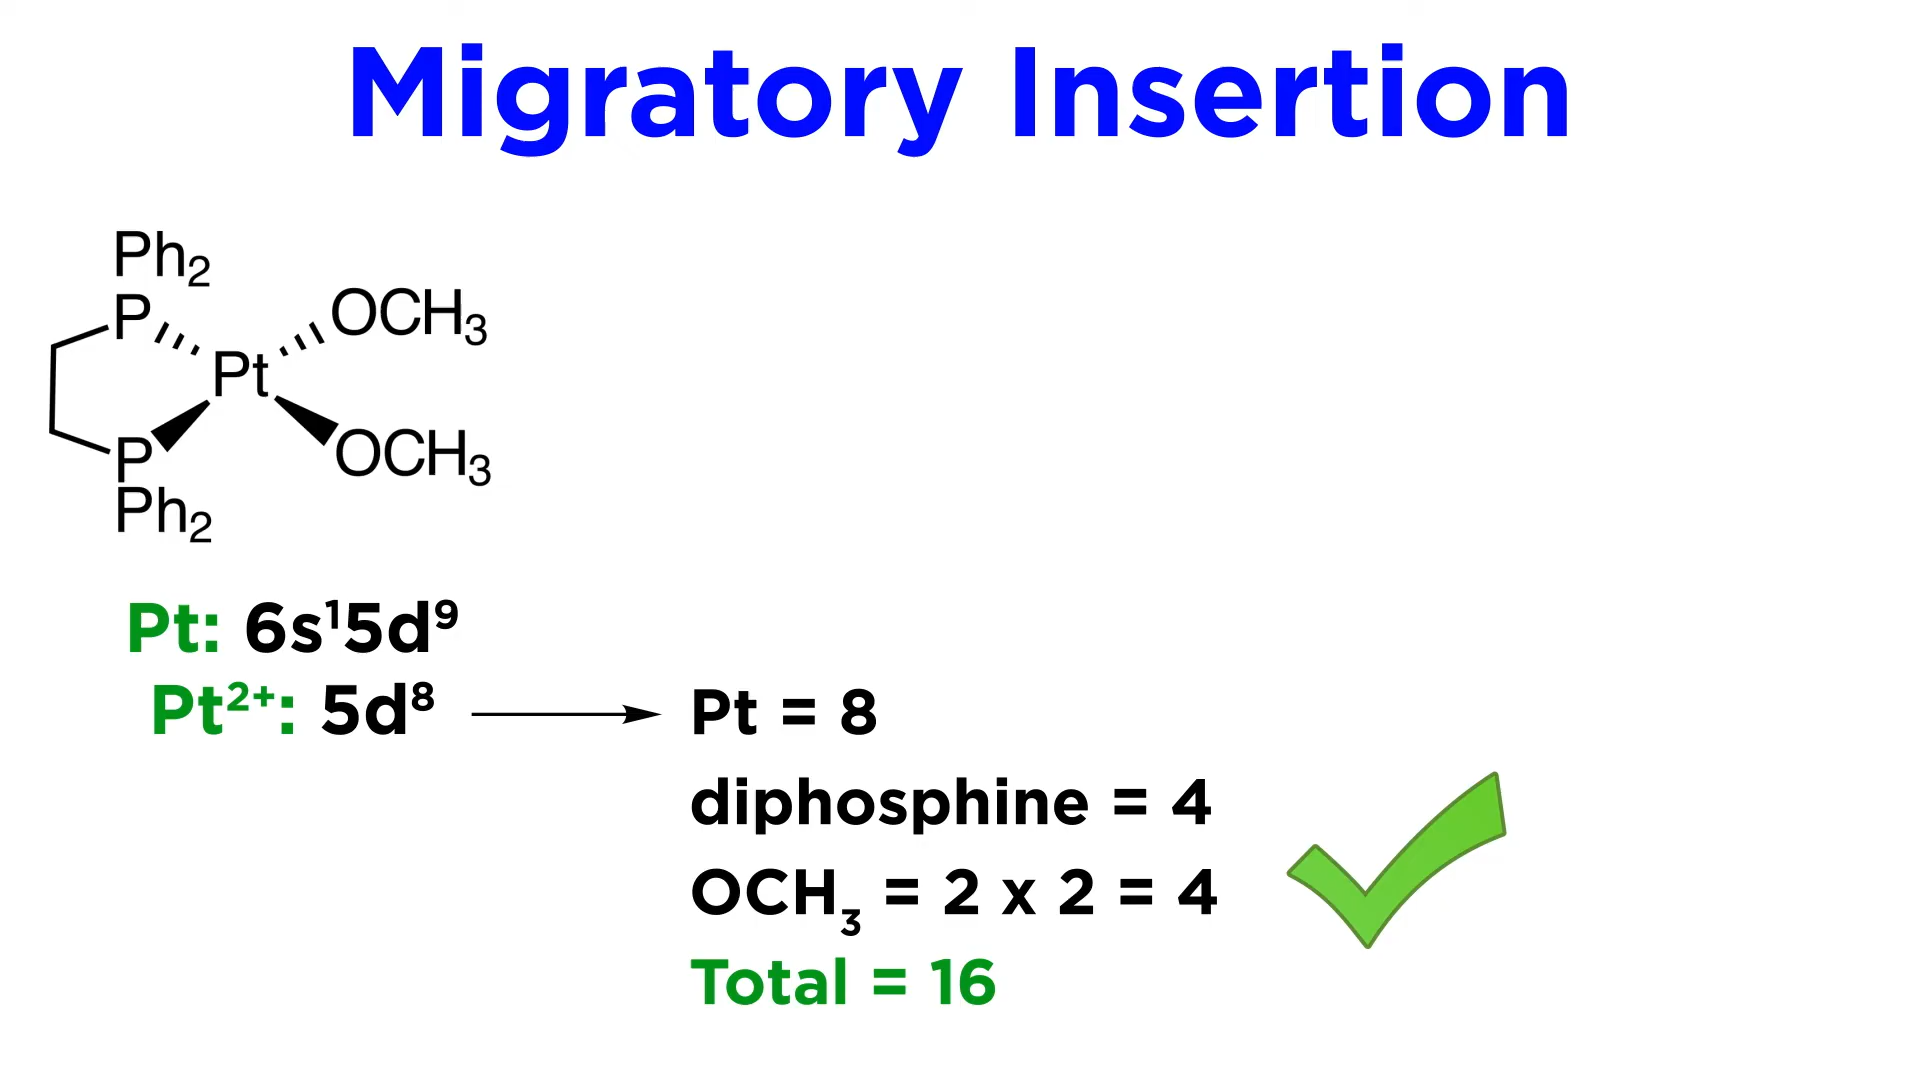 Migratory Insertion
Ph₂
P
OCH₃
Pt
P
OCH₃
Ph₂
Pt: 6s¹5d⁹
Pt²⁺: 5d⁸
Pt = 8
diphosphine = 4
OCH₃ = 2 x 2 = 4
Total = 16